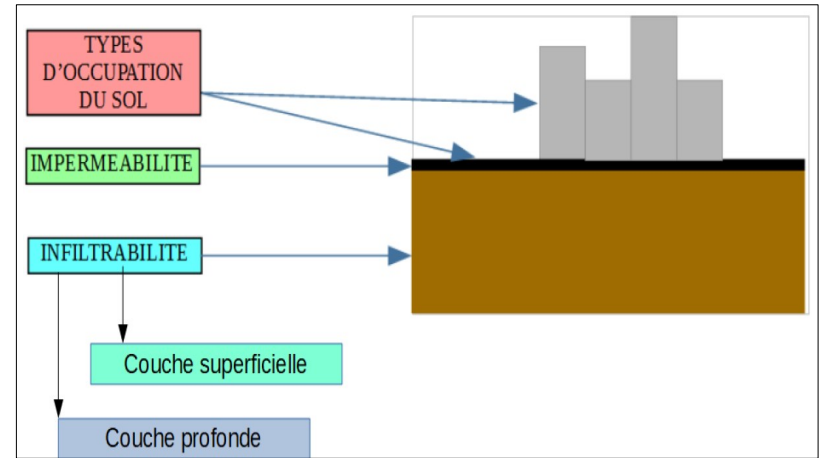 TYPES
D’OCCUPATION
DU SOL
IMPERMEABILITE
INFILTRABILITE
Couche superficielle
Couche profonde